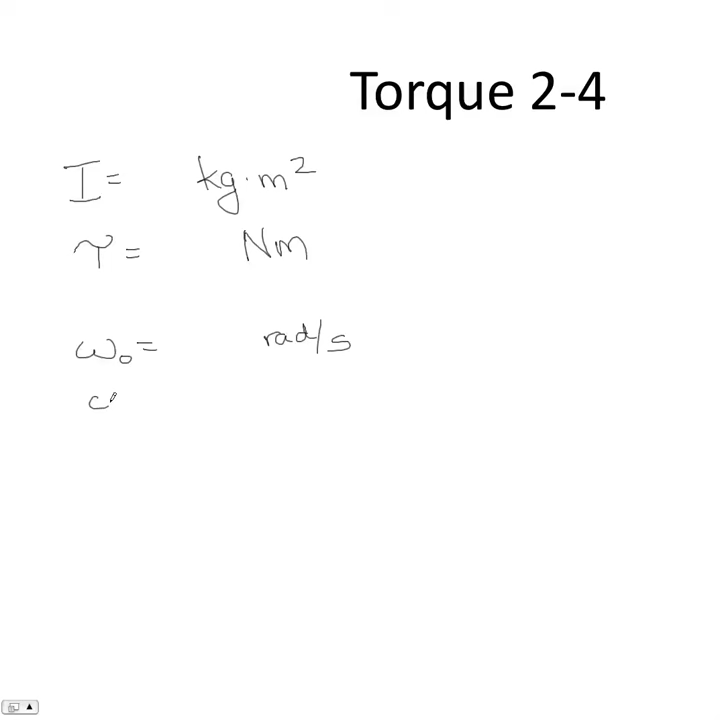 Torque 2-4
I = kg·m²
τ = Nm
ω₀ = rad/s